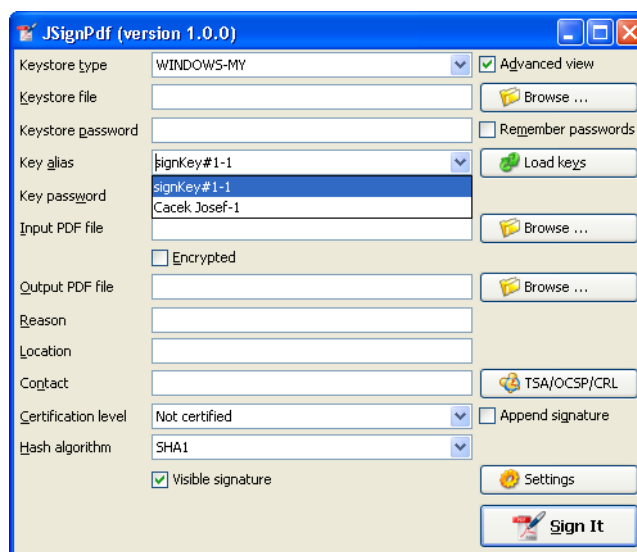 JSignPdf (version 1.0.0)
Keystore type WINDOWS-MY Advanced view
Keystore file Browse ...
Keystore password Remember passwords
Key alias signKey#1-1 Load keys
signKey#1-1
Key password
Cacek Josef-1
Input PDF file Browse ...
Encrypted
Output PDF file Browse ...
Reason
Location
Contact TSA/OCSP/CRL
Certification level Not certified Append signature
Hash algorithm SHA1
Visible signature Settings
Sign It